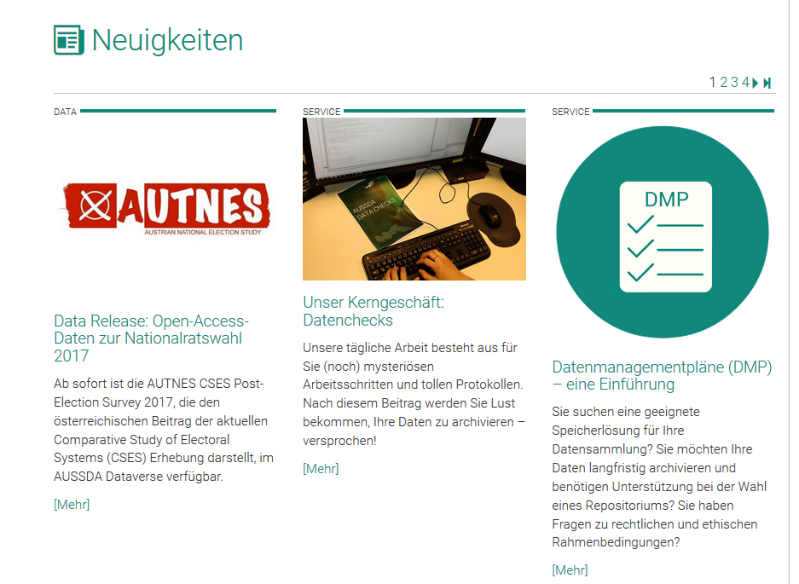 Neuigkeiten
1 2 3 4
DATA
AUTNES
AUSTRIAN NATIONAL ELECTION STUDY
Data Release: Open-Access-
Daten zur Nationalratswahl
2017
Ab sofort ist die AUTNES CSES Post-
Election Survey 2017, die den
österreichischen Beitrag der aktuellen
Comparative Study of Electoral
Systems (CSES) Erhebung darstellt, im
AUSSDA Dataverse verfügbar.
[Mehr]
SERVICE
AUSSDA
DATA CHECKS
Unser Kerngeschäft:
Datenchecks
Unsere tägliche Arbeit besteht aus für
Sie (noch) mysteriösen
Arbeitsschritten und tollen Protokollen.
Nach diesem Beitrag werden Sie Lust
bekommen, Ihre Daten zu archivieren –
versprochen!
[Mehr]
SERVICE
DMP
Datenmanagementpläne (DMP)
– eine Einführung
Sie suchen eine geeignete
Speicherlösung für Ihre
Datensammlung? Sie möchten Ihre
Daten langfristig archivieren und
benötigen Unterstützung bei der Wahl
eines Repositoriums? Sie haben
Fragen zu rechtlichen und ethischen
Rahmenbedingungen?
[Mehr]